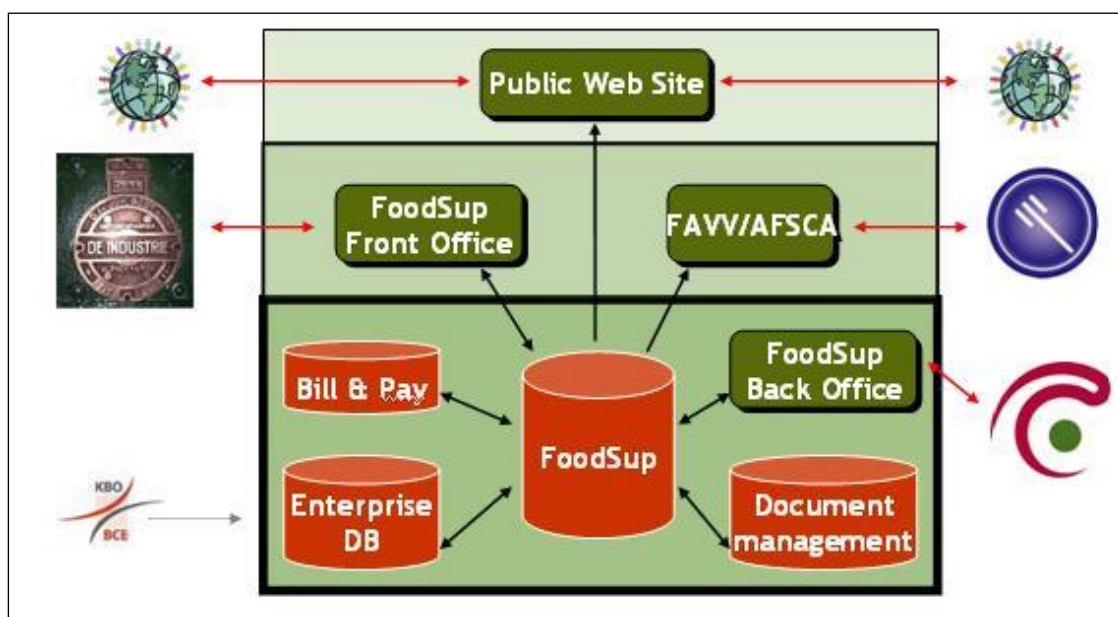 Public Web Site
DE INDUSTRIE
FoodSup
Front Office
FAVV/AFSCA
Bill & Pay
FoodSup
Back Office
FoodSup
KBO
BCE
Enterprise
DB
Document
management